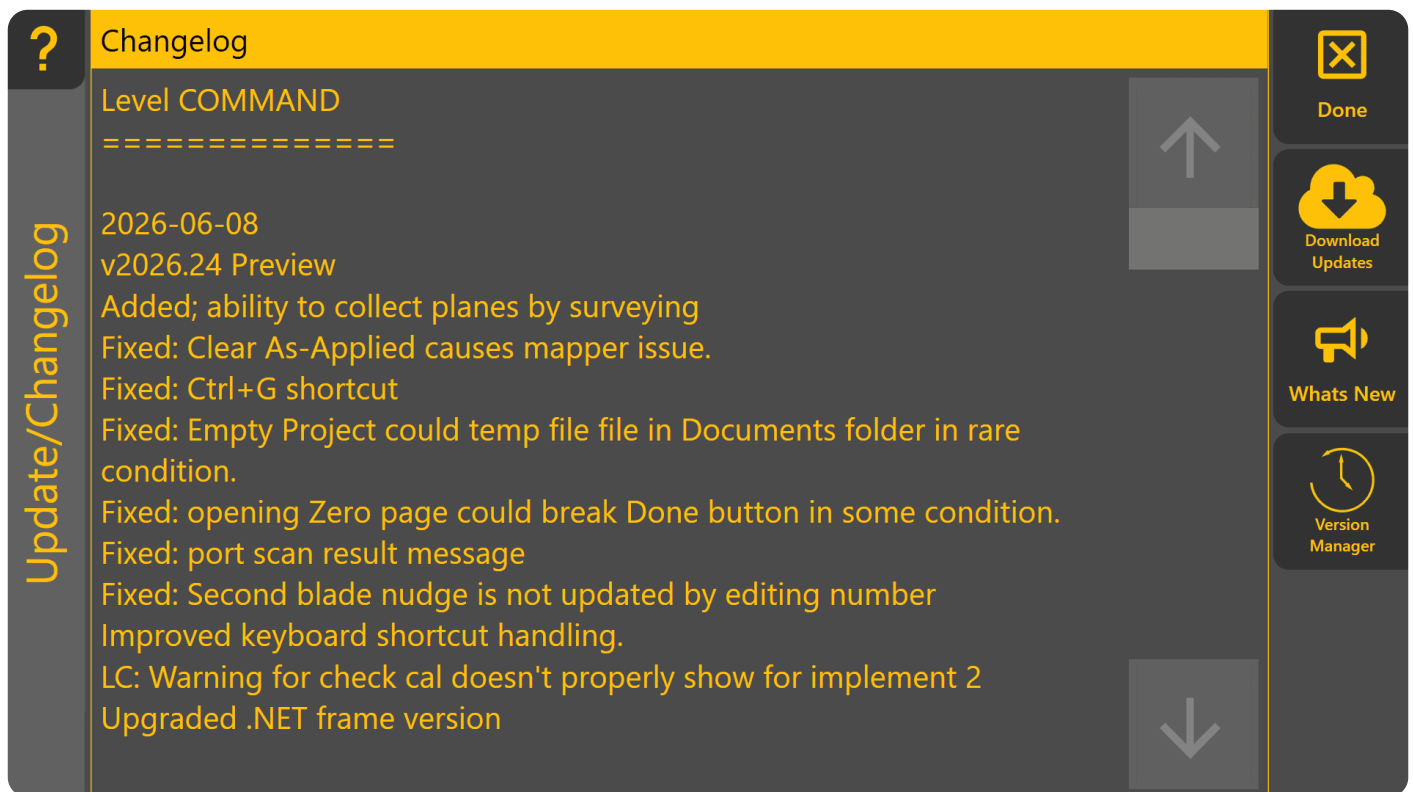 ?
Changelog
Level COMMAND
==============
2026-06-08
v2026.24 Preview
Added; ability to collect planes by surveying
Fixed: Clear As-Applied causes mapper issue.
Fixed: Ctrl+G shortcut
Fixed: Empty Project could temp file file in Documents folder in rare
condition.
Fixed: opening Zero page could break Done button in some condition.
Fixed: port scan result message
Fixed: Second blade nudge is not updated by editing number
Improved keyboard shortcut handling.
LC: Warning for check cal doesn't properly show for implement 2
Upgraded .NET frame version
Update/Changelog
Done
Download
Updates
Whats New
Version
Manager